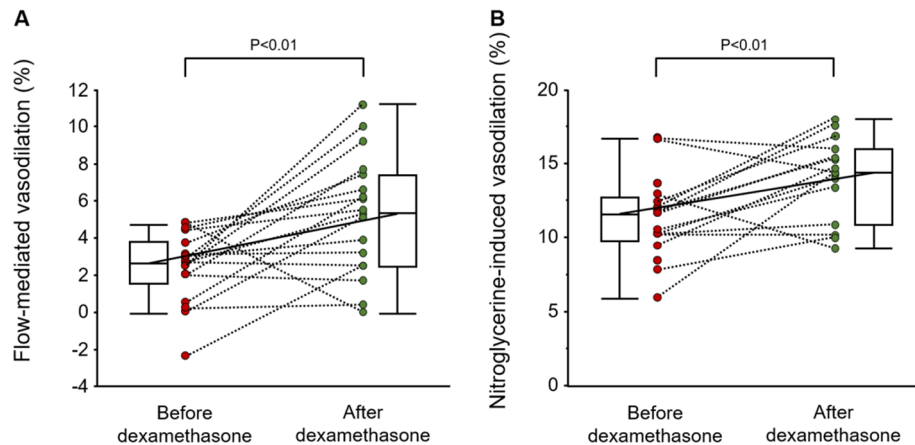 A
P<0.01
Flow-mediated vasodilation (%)
12
10
8
6
4
2
0
-2
-4
Before
dexamethasone
After
dexamethasone
B
P<0.01
Nitroglycerine-induced vasodilation (%)
20
15
10
5
0
Before
dexamethasone
After
dexamethasone